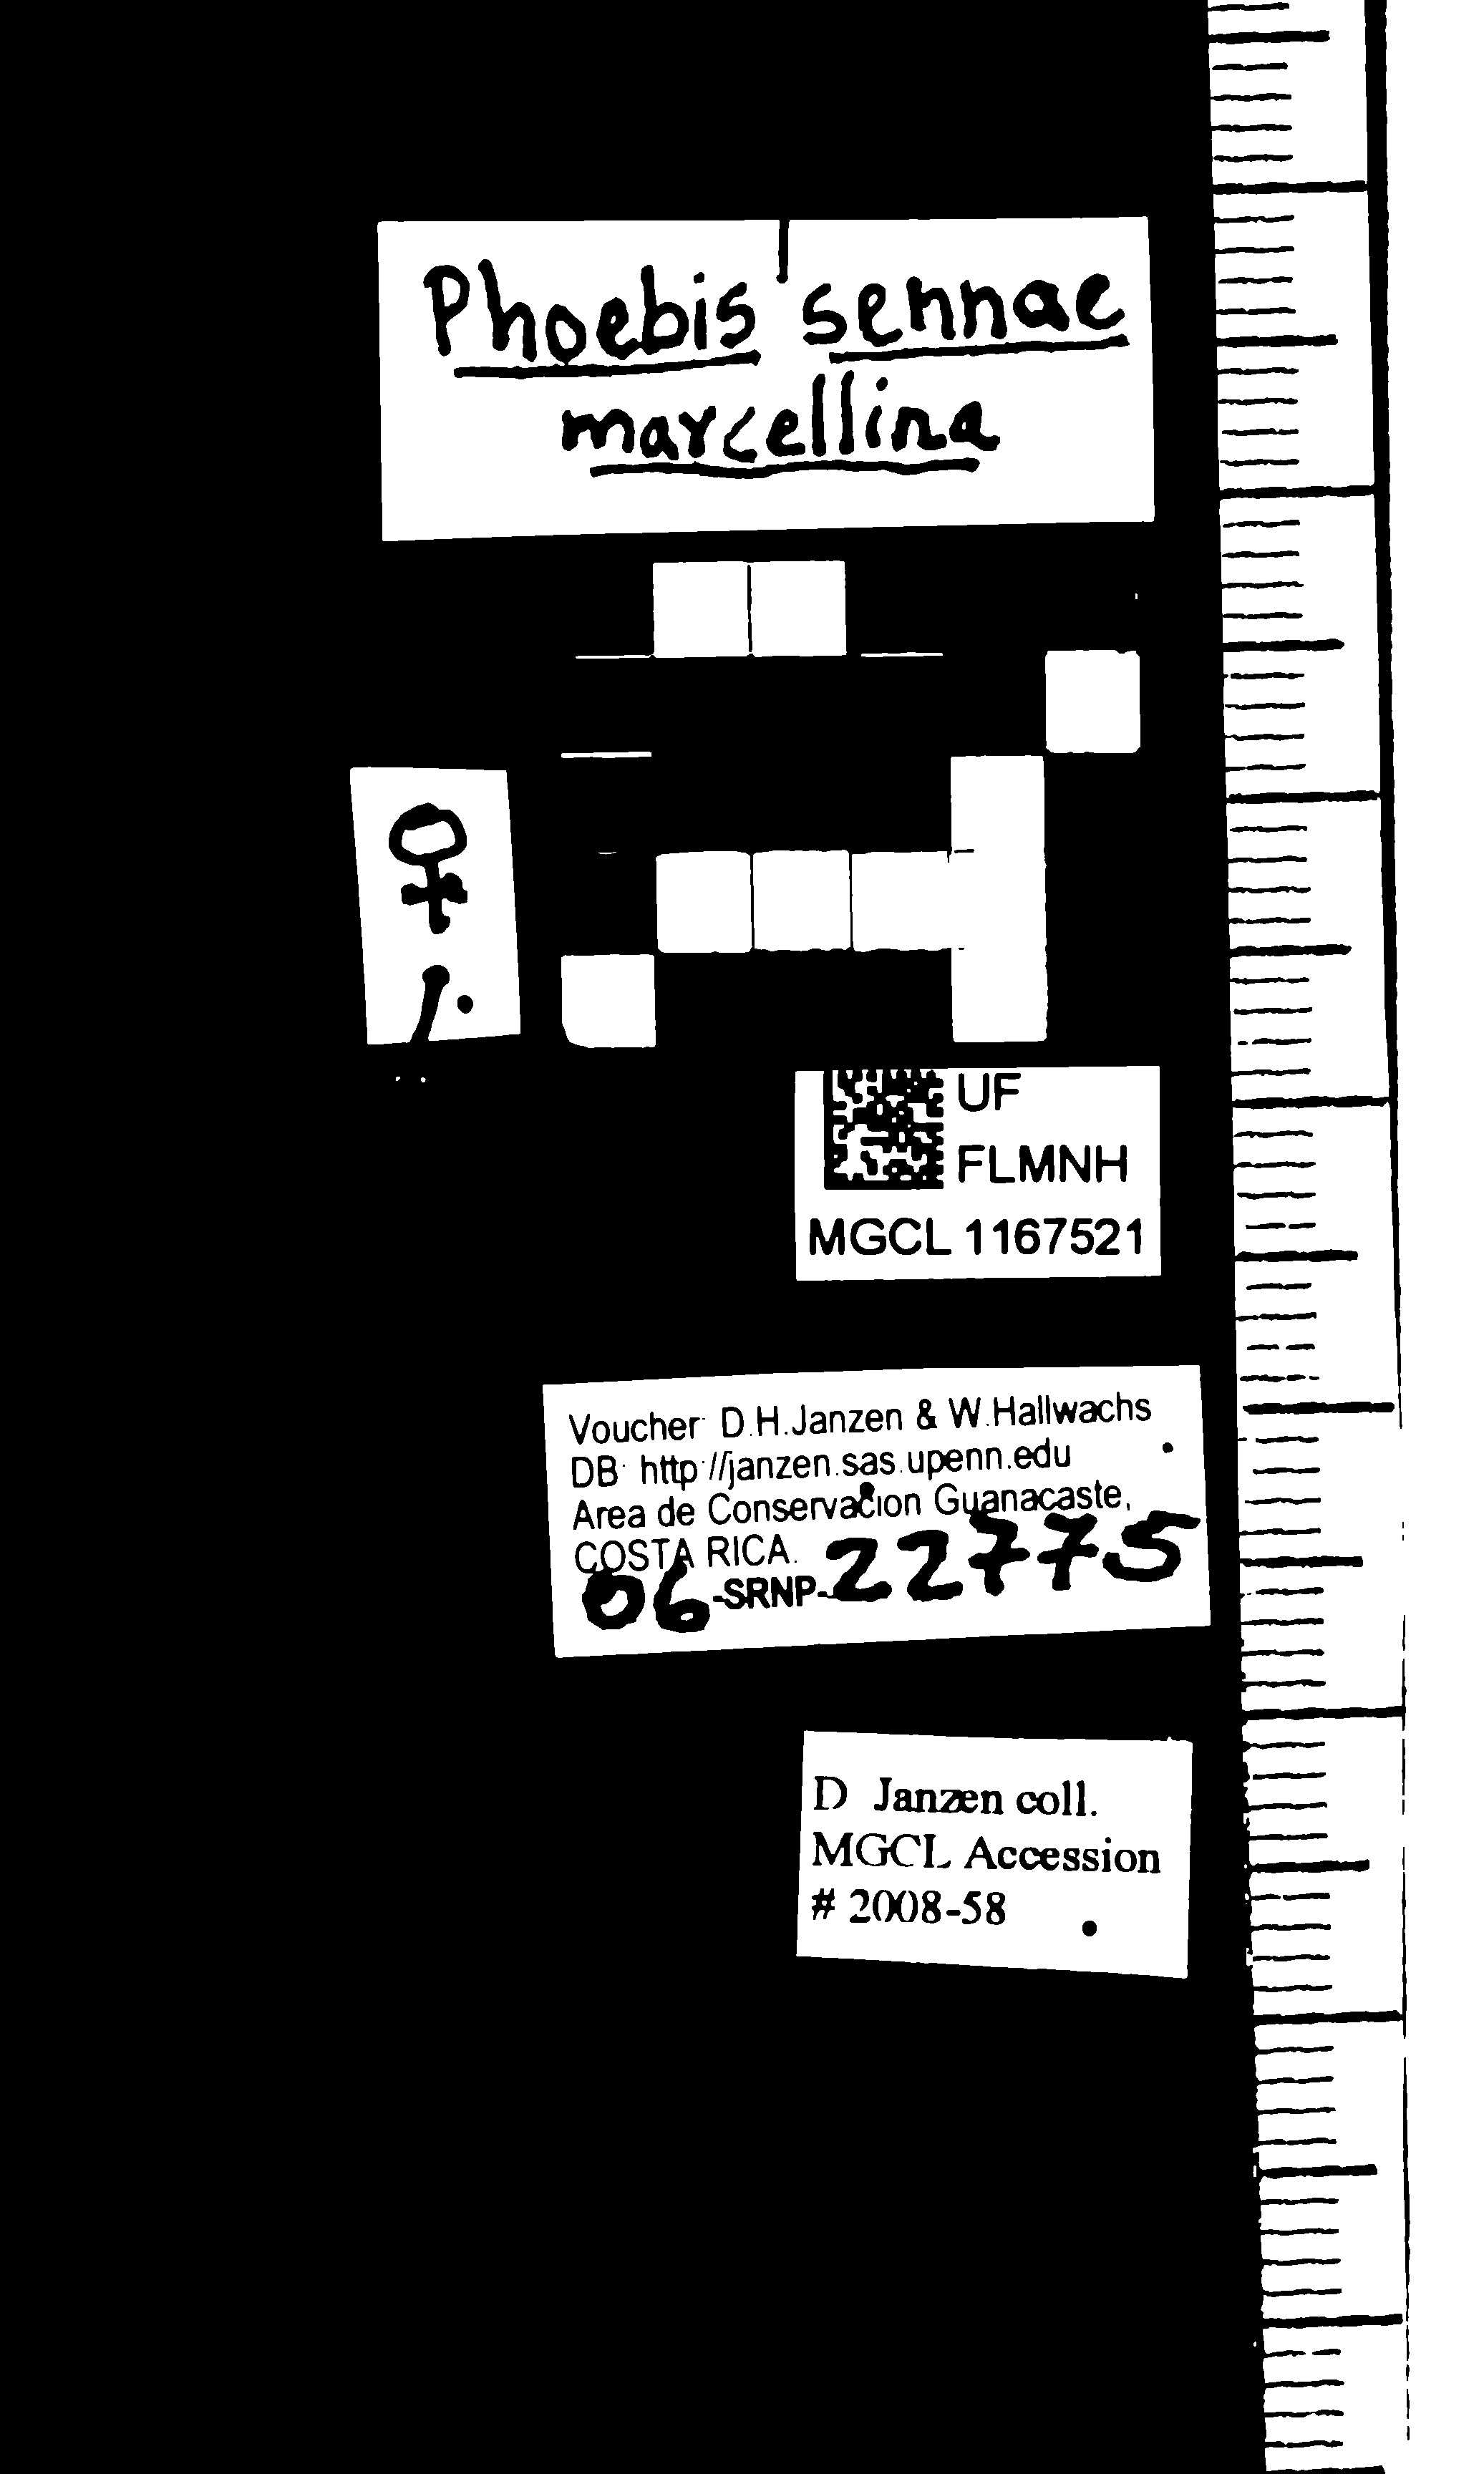 Phoebis sennae
marcellina
♀
UF
FLMNH
MGCL 1167521
Voucher: D.H.Janzen & W.Hallwachs
DB: http://janzen.sas.upenn.edu
Area de Conservacion Guanacaste,
COSTA RICA.
06-SRNP-22775
D Janzen coll.
MGCL Accession
# 2008-58